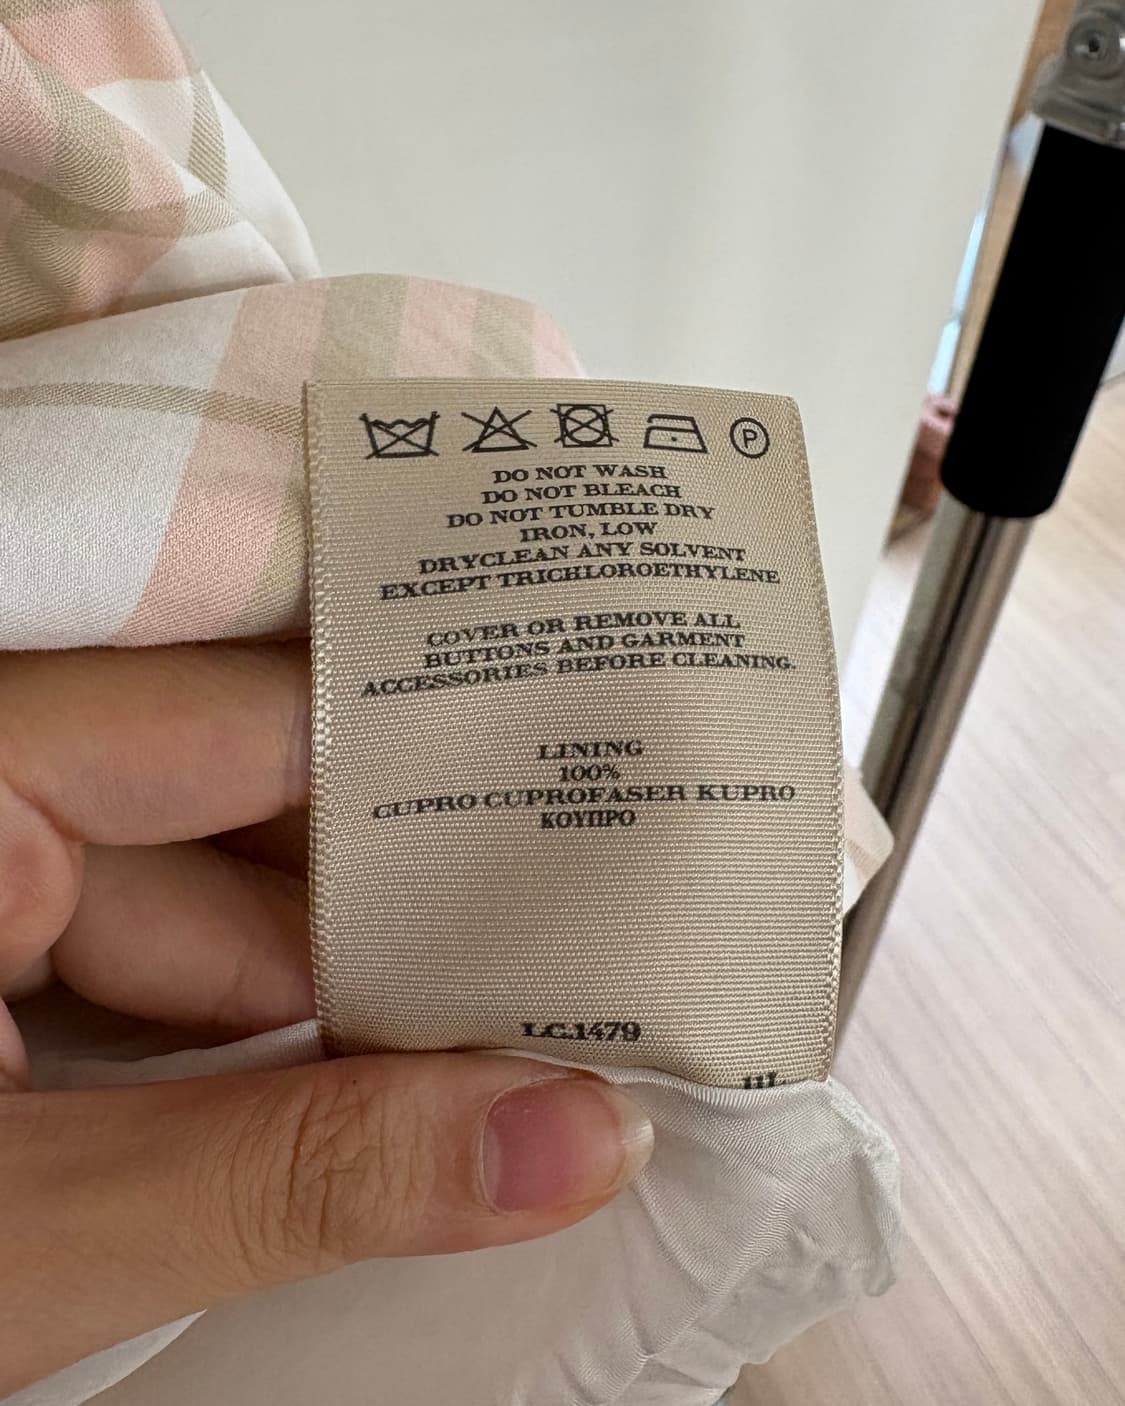 P
DO NOT WASH
DO NOT BLEACH
DO NOT TUMBLE DRY
IRON, LOW
DRYCLEAN ANY SOLVENT
EXCEPT TRICHLOROETHYLENE
COVER OR REMOVE ALL
BUTTONS AND GARMENT
ACCESSORIES BEFORE CLEANING.
LINING
100%
CUPRO CUPROFASER KUPRO
ΚΟΥΠΡΟ
LC.1479